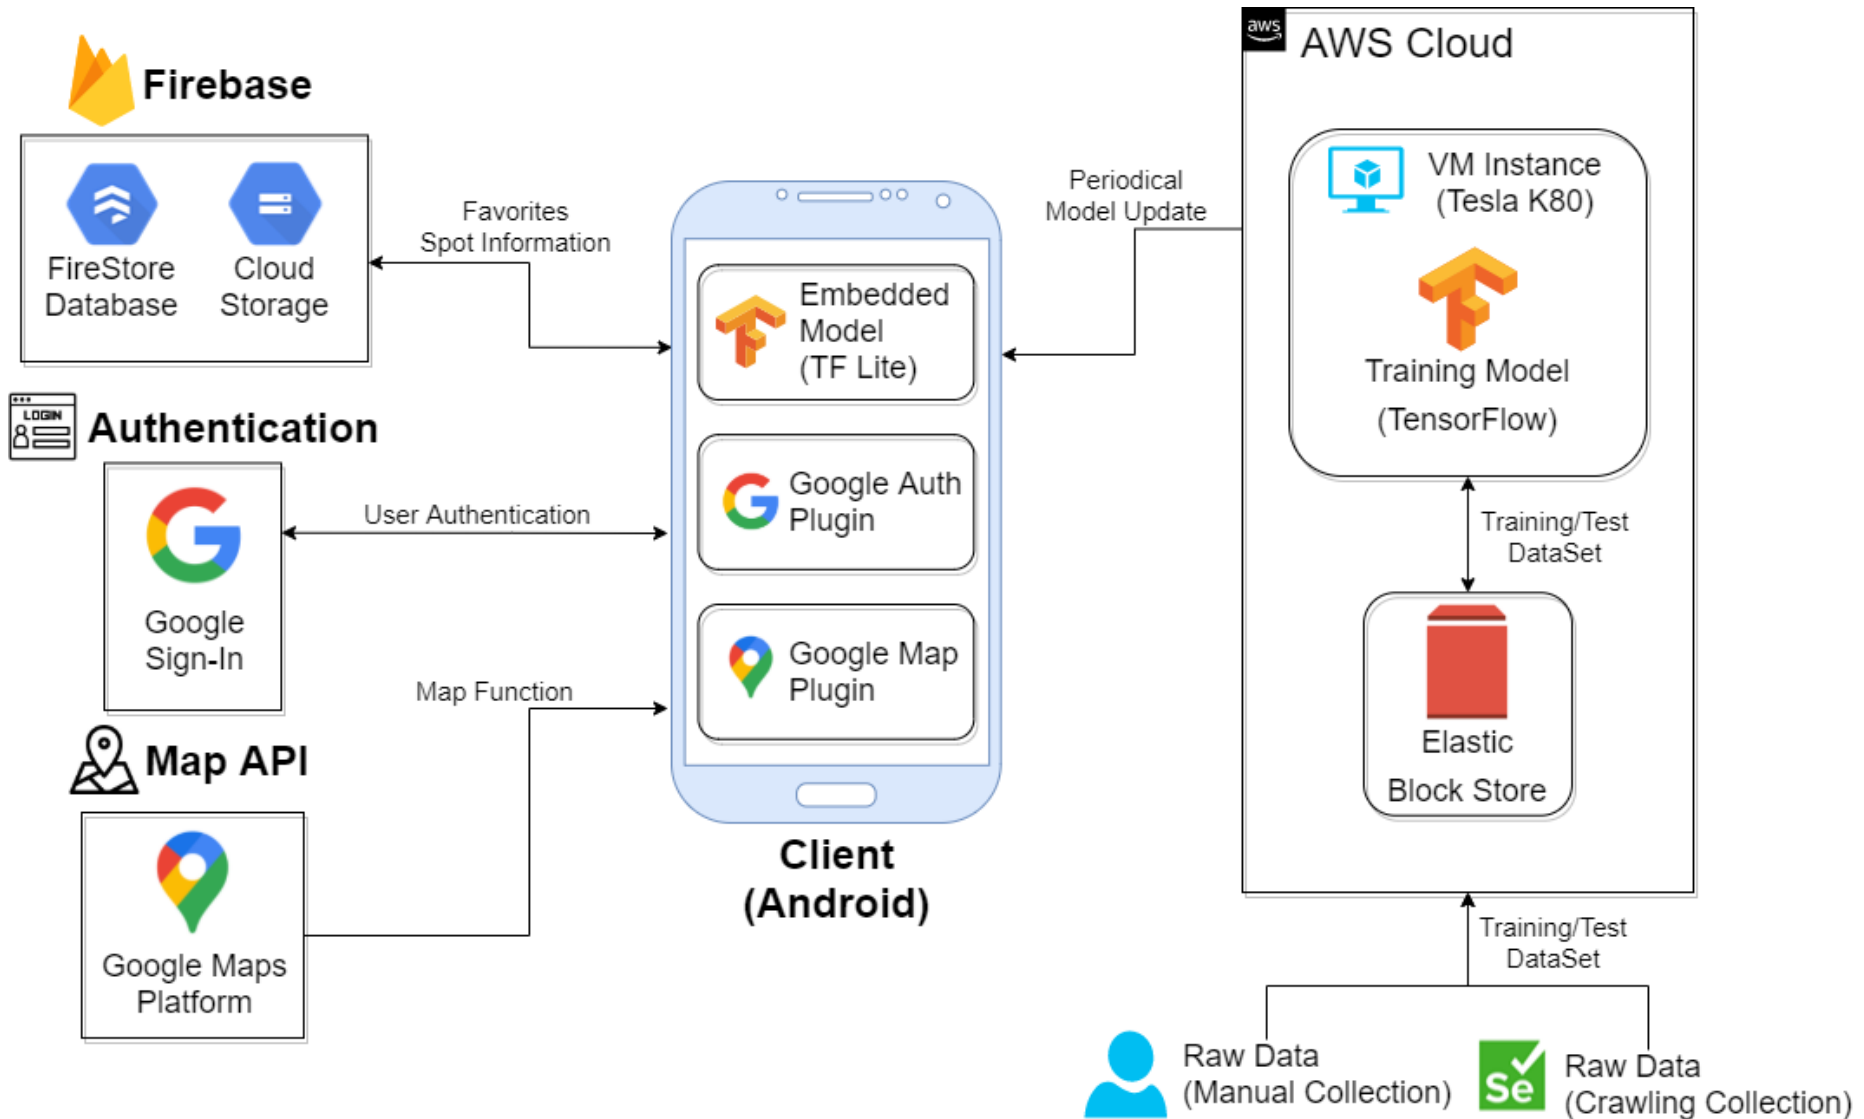 Firebase
FireStore
Database
Cloud
Storage
Favorites
Spot Information
LOGIN
Authentication
Google
Sign-In
User Authentication
Map API
Google Maps
Platform
Map Function
Embedded
Model
(TF Lite)
Google Auth
Plugin
Google Map
Plugin
Client
(Android)
Periodical
Model Update
aws
AWS Cloud
VM Instance
(Tesla K80)
Training Model
(TensorFlow)
Training/Test
DataSet
Elastic
Block Store
Training/Test
DataSet
Raw Data
(Manual Collection)
Se
Raw Data
(Crawling Collection)